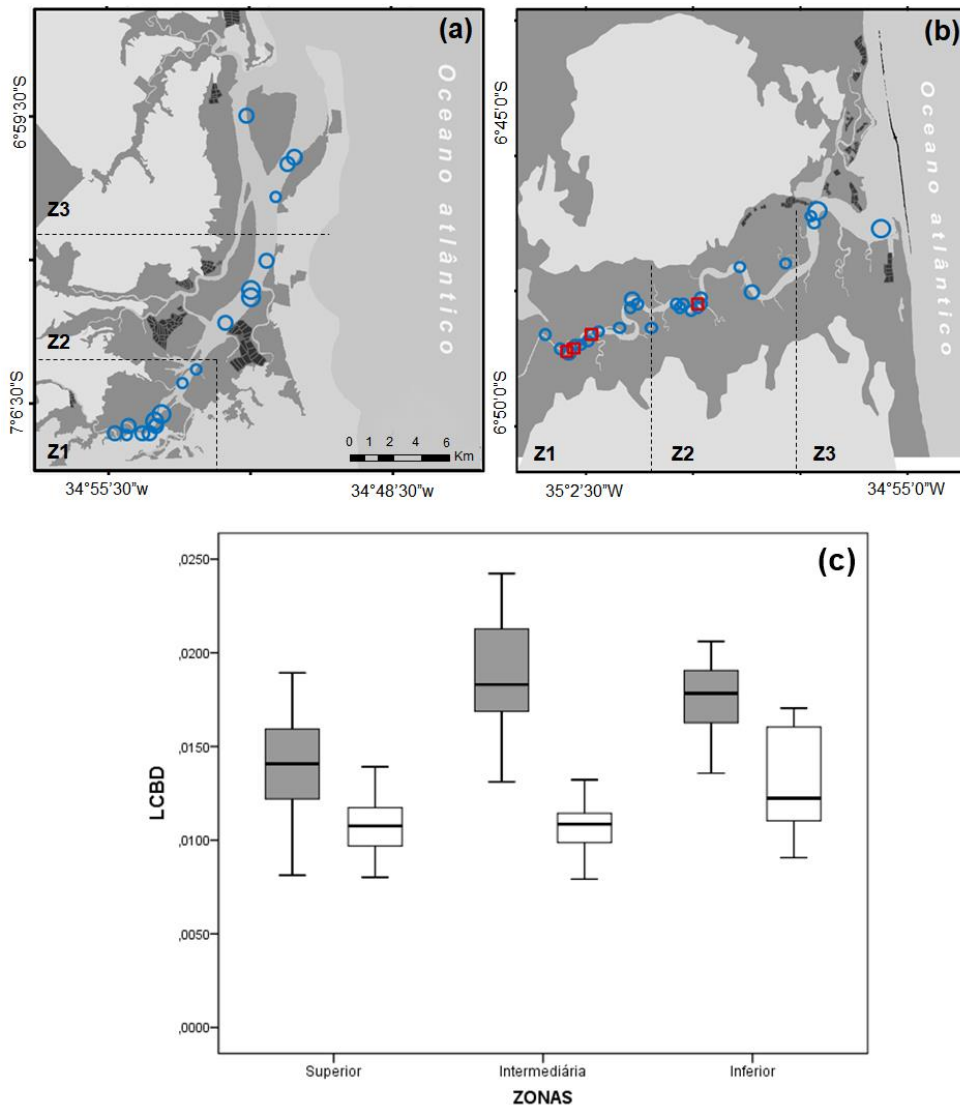 (a)
Oceano atlântico
6°59'30"S
Z3
Z2
7°6'30"S
Z1
0 1 2 4 6
Km
34°55'30"W
34°48'30"W
(b)
Oceano atlântico
6°45'0"S
6°50'0"S
Z1
Z2
Z3
35°2'30"W
34°55'0"W
(c)
LCBD
,0250
,0200
,0150
,0100
,0050
,0000
Superior
Intermediária
Inferior
ZONAS